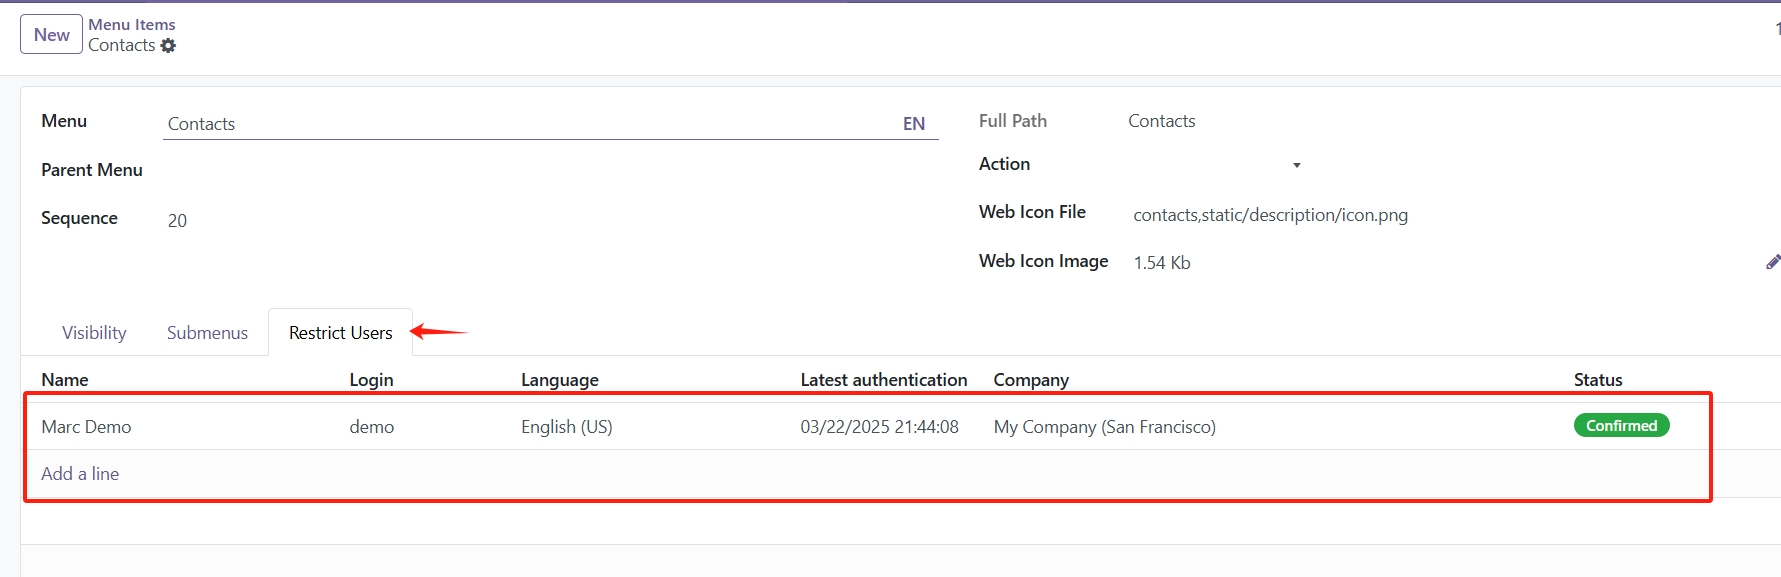 New
Menu Items
Contacts
1
Menu Contacts EN
Full Path Contacts
Parent Menu
Action
Sequence 20
Web Icon File contacts,static/description/icon.png
Web Icon Image 1.54 Kb
Visibility Submenus Restrict Users
Name Login Language Latest authentication Company Status
Marc Demo demo English (US) 03/22/2025 21:44:08 My Company (San Francisco) Confirmed
Add a line